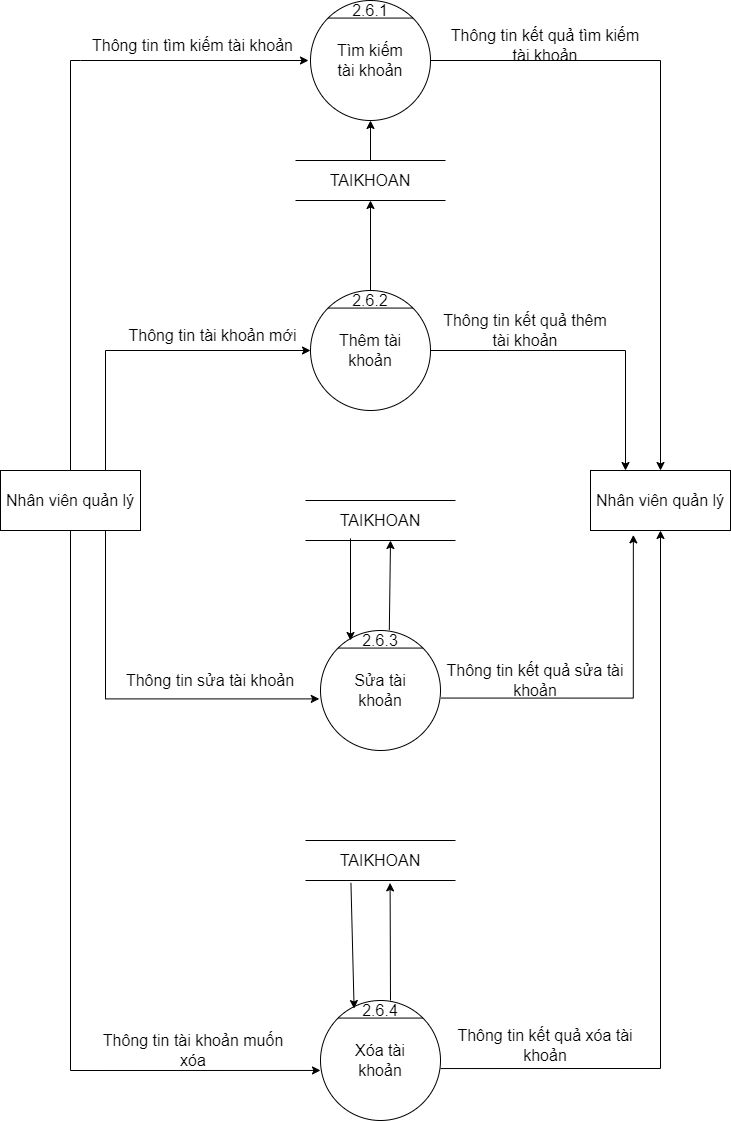 2.6.1
Thông tin tìm kiếm tài khoản
Tìm kiếm
tài khoản
Thông tin kết quả tìm kiếm
tài khoản
TAIKHOAN
2.6.2
Thông tin tài khoản mới
Thêm tài
khoản
Thông tin kết quả thêm
tài khoản
Nhân viên quản lý
Nhân viên quản lý
TAIKHOAN
2.6.3
Thông tin sửa tài khoản
Sửa tài
khoản
Thông tin kết quả sửa tài
khoản
TAIKHOAN
2.6.4
Thông tin tài khoản muốn
xóa
Xóa tài
khoản
Thông tin kết quả xóa tài
khoản